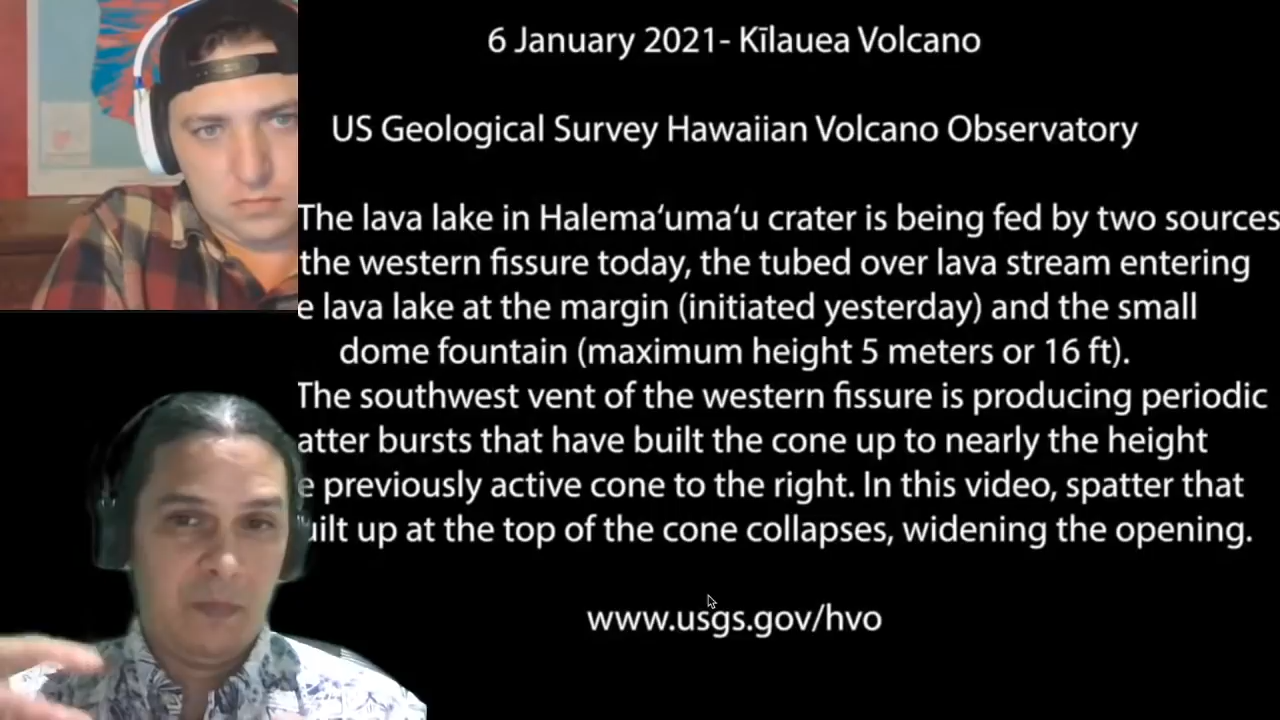 6 January 2021- Kīlauea Volcano
US Geological Survey Hawaiian Volcano Observatory
The lava lake in Halemaʻumaʻu crater is being fed by two sources
the western fissure today, the tubed over lava stream entering
e lava lake at the margin (initiated yesterday) and the small
dome fountain (maximum height 5 meters or 16 ft).
The southwest vent of the western fissure is producing periodic
atter bursts that have built the cone up to nearly the height
e previously active cone to the right. In this video, spatter that
uilt up at the top of the cone collapses, widening the opening.
www.usgs.gov/hvo